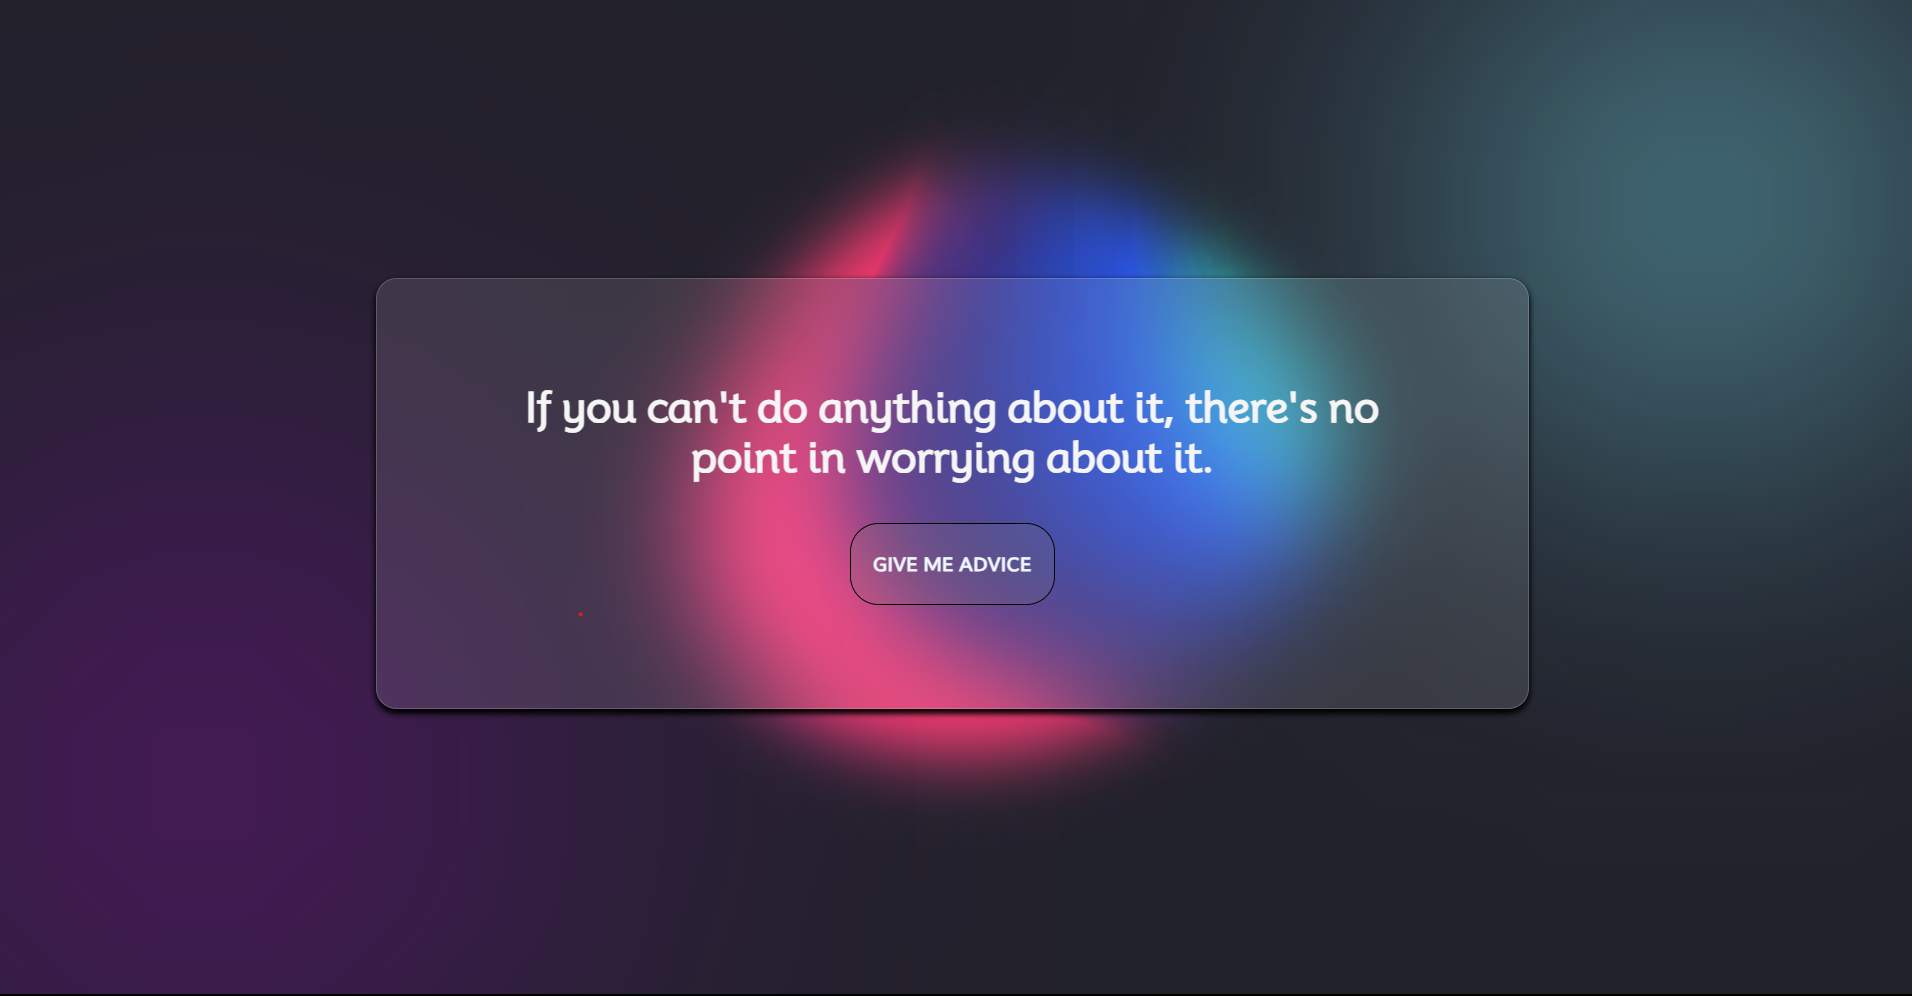 If you can't do anything about it, there's no
point in worrying about it.
GIVE ME ADVICE